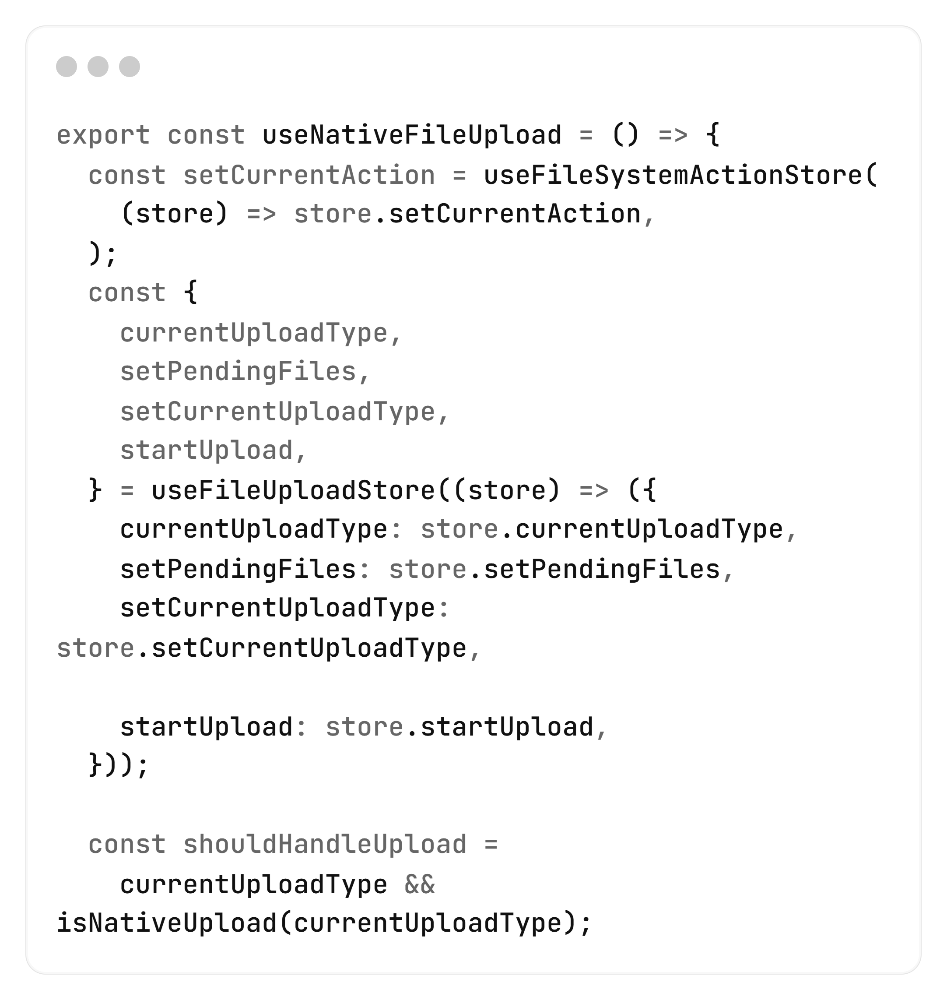 export const useNativeFileUpload = () => {
  const setCurrentAction = useFileSystemActionStore(
    (store) => store.setCurrentAction,
  );
  const {
    currentUploadType,
    setPendingFiles,
    setCurrentUploadType,
    startUpload,
  } = useFileUploadStore((store) => ({
    currentUploadType: store.currentUploadType,
    setPendingFiles: store.setPendingFiles,
    setCurrentUploadType:
store.setCurrentUploadType,

    startUpload: store.startUpload,
  }));

  const shouldHandleUpload =
    currentUploadType &&
isNativeUpload(currentUploadType);